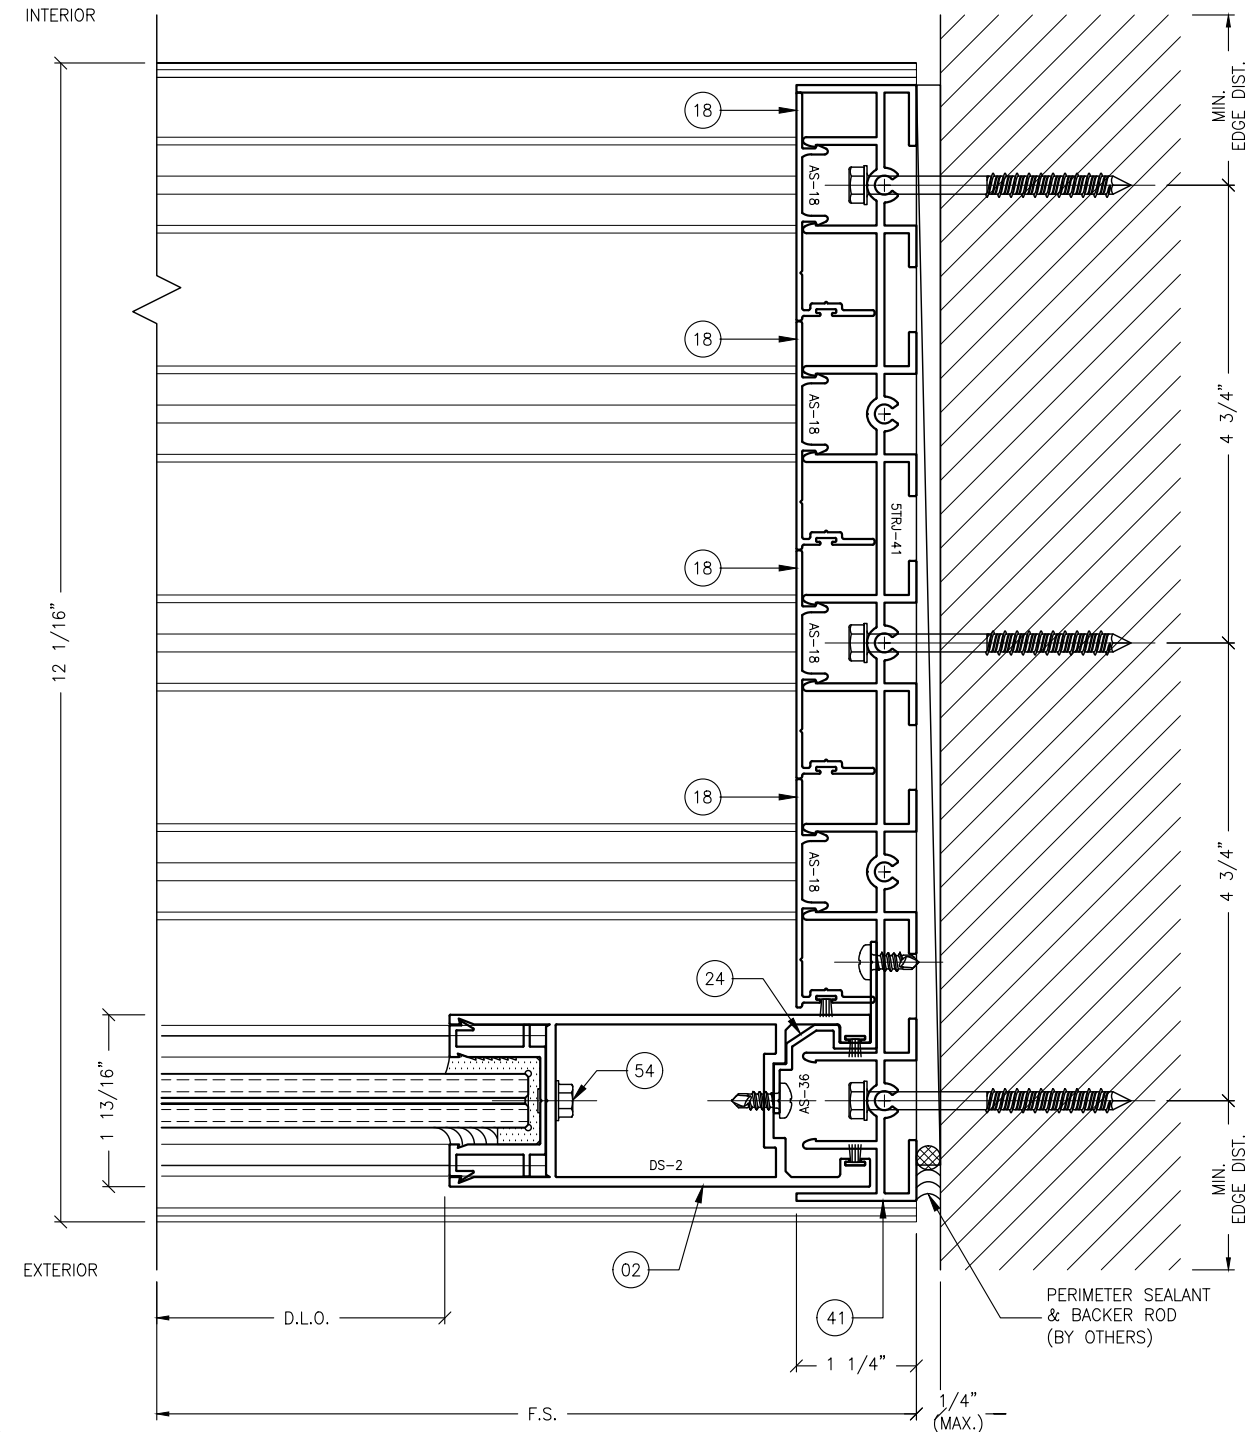 INTERIOR
MIN.
EDGE DIST.
18
AS-18
18
4 3/4"
AS-18
5TRJ-41
18
12 1/16"
AS-18
18
4 3/4"
AS-18
24
54
1 13/16"
AS-36
DS-2
MIN.
EDGE DIST.
EXTERIOR
02
41
PERIMETER SEALANT
& BACKER ROD
(BY OTHERS)
D.L.O.
1 1/4"
F.S.
1/4"
(MAX.)